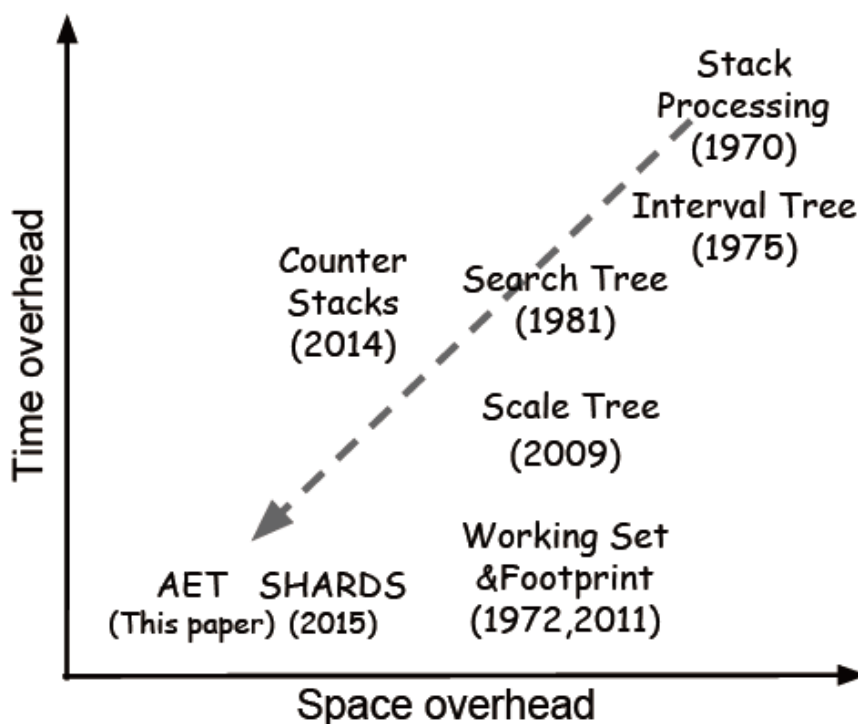 Stack
Processing
(1970)
Interval Tree
(1975)
Counter
Stacks
(2014)
Search Tree
(1981)
Scale Tree
(2009)
Working Set
&Footprint
(1972,2011)
AET SHARDS
(This paper) (2015)
Time overhead
Space overhead